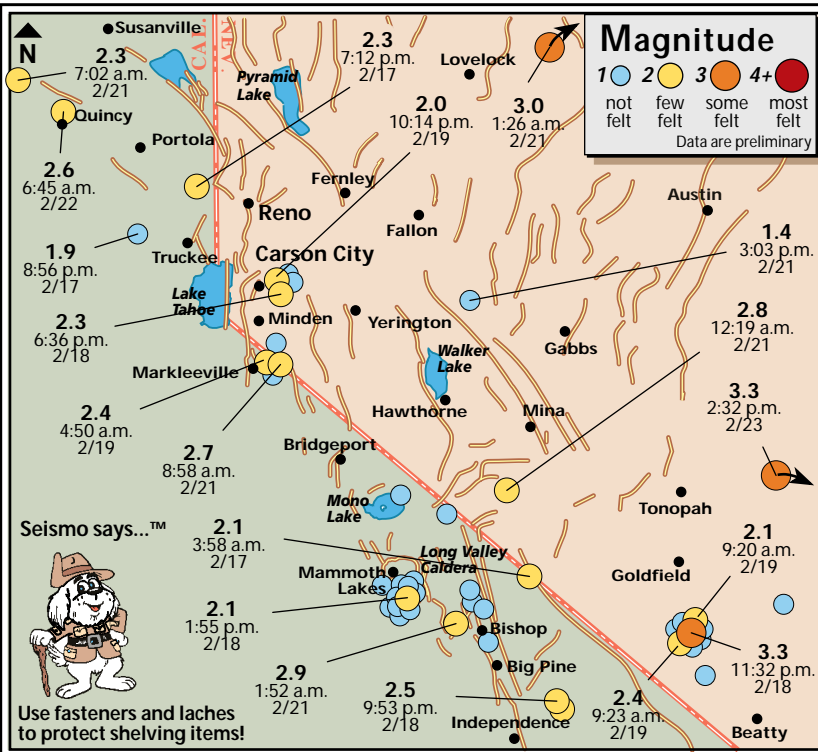 N
Susanville
CAL.
NEV.
2.3
7:02 a.m.
2/21
2.3
7:12 p.m.
2/17
Pyramid
Lake
Lovelock
Magnitude
1 2 3 4+
not
felt
few
felt
some
felt
most
felt
Data are preliminary
Quincy
Portola
2.0
10:14 p.m.
2/19
3.0
1:26 a.m.
2/21
2.6
6:45 a.m.
2/22
Fernley
Reno
Fallon
Austin
1.9
8:56 p.m.
2/17
Truckee
Carson City
1.4
3:03 p.m.
2/21
Lake
Tahoe
Minden
Yerington
Gabbs
2.3
6:36 p.m.
2/18
2.8
12:19 a.m.
2/21
Markleeville
Walker
Lake
Hawthorne
Mina
2.4
4:50 a.m.
2/19
3.3
2:32 p.m.
2/23
2.7
8:58 a.m.
2/21
Bridgeport
Mono
Lake
Tonopah
Seismo says...™
2.1
3:58 a.m.
2/17
Long Valley
Caldera
2.1
9:20 a.m.
2/19
Mammoth
Lakes
Goldfield
2.1
1:55 p.m.
2/18
Bishop
2.9
1:52 a.m.
2/21
Big Pine
3.3
11:32 p.m.
2/18
2.5
9:53 p.m.
2/18
2.4
9:23 a.m.
2/19
Independence
Beatty
Use fasteners and laches
to protect shelving items!